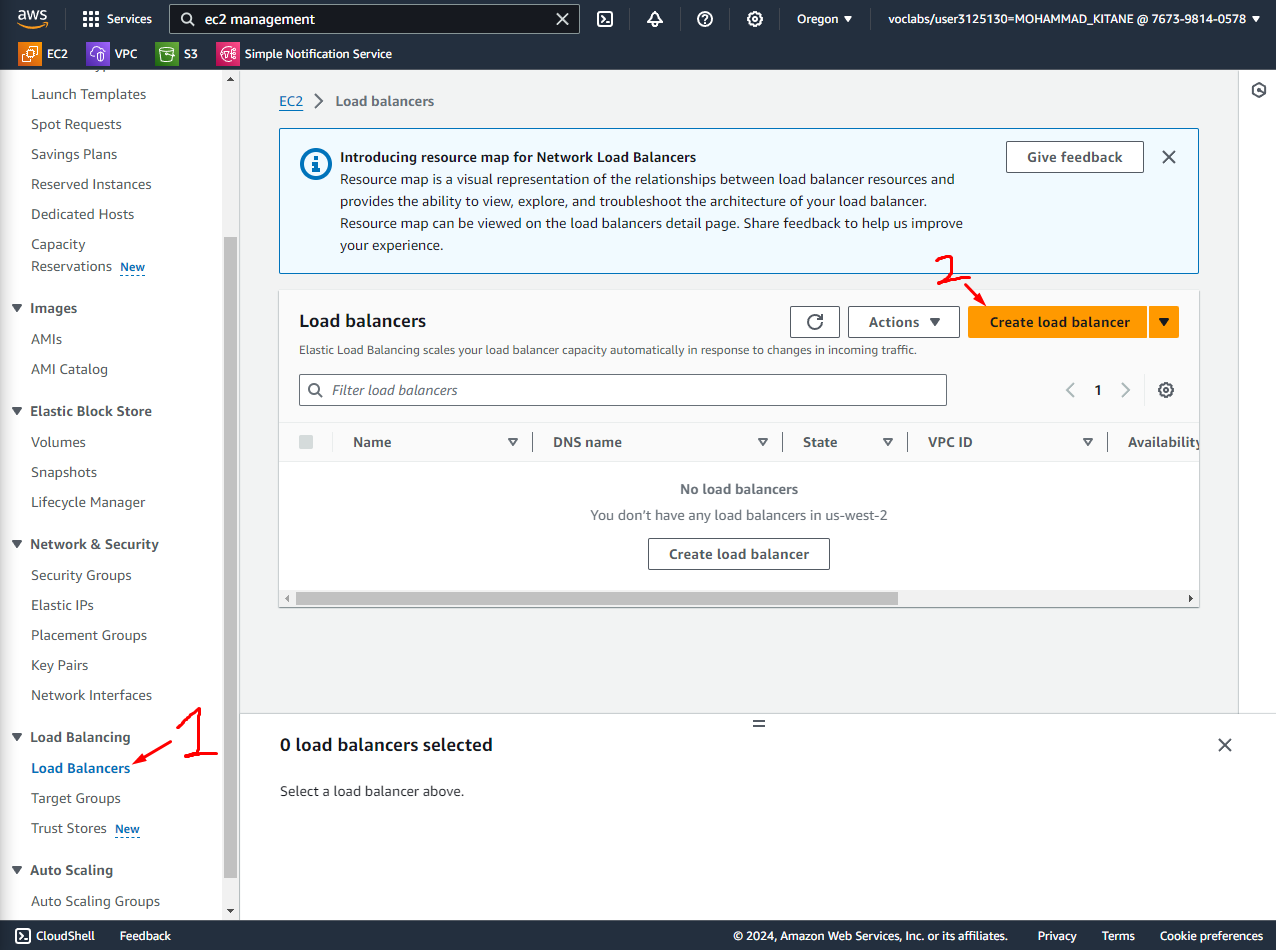 aws
Services
ec2 management
Oregon
voclabs/user3125130=MOHAMMAD_KITANE @ 7673-9814-0578
EC2
VPC
S3
Simple Notification Service
Launch Templates
Spot Requests
Savings Plans
Reserved Instances
Dedicated Hosts
Capacity
Reservations New
Images
AMIs
AMI Catalog
Elastic Block Store
Volumes
Snapshots
Lifecycle Manager
Network & Security
Security Groups
Elastic IPs
Placement Groups
Key Pairs
Network Interfaces
1
Load Balancing
Load Balancers
Target Groups
Trust Stores New
Auto Scaling
Auto Scaling Groups
EC2 > Load balancers
Introducing resource map for Network Load Balancers
Resource map is a visual representation of the relationships between load balancer resources and
provides the ability to view, explore, and troubleshoot the architecture of your load balancer.
Resource map can be viewed on the load balancers detail page. Share feedback to help us improve
your experience.
Give feedback
2
Load balancers
Actions
Create load balancer
Elastic Load Balancing scales your load balancer capacity automatically in response to changes in incoming traffic.
Filter load balancers
1
Name
DNS name
State
VPC ID
Availability
No load balancers
You don't have any load balancers in us-west-2
Create load balancer
0 load balancers selected
Select a load balancer above.
CloudShell
Feedback
© 2024, Amazon Web Services, Inc. or its affiliates.
Privacy
Terms
Cookie preferences